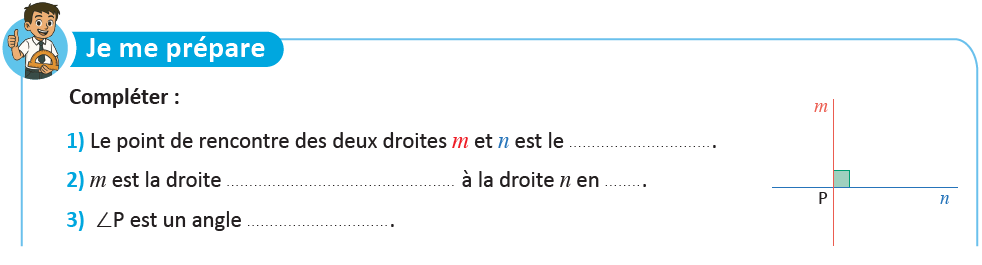 Je me prépare
Compléter :
1) Le point de rencontre des deux droites m et n est le ................................ .
2) m est la droite .................................................... à la droite n en ........ .
3) ∠P est un angle ................................ .
m
P
n